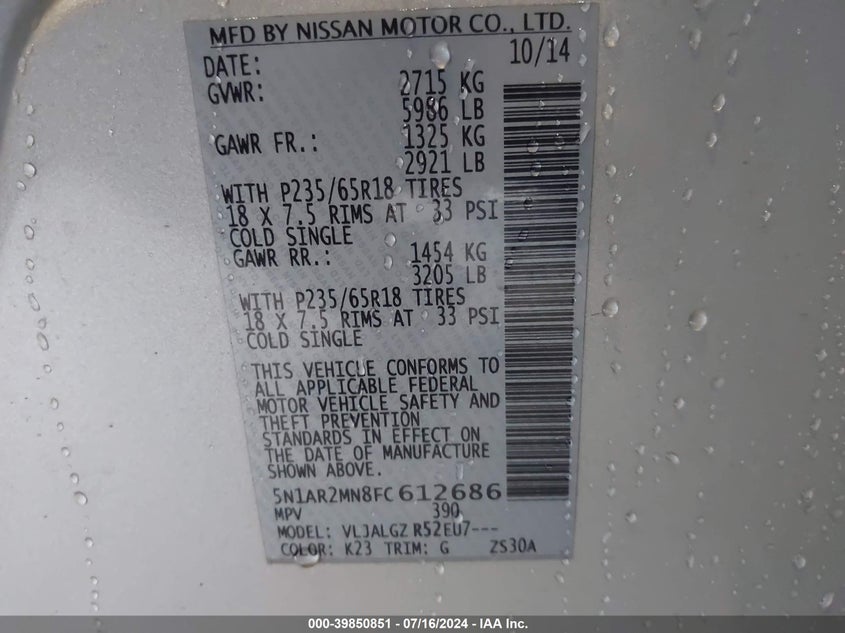 MFD BY NISSAN MOTOR CO., LTD.
DATE: 10/14
GVWR: 2715 KG
5986 LB
GAWR FR.: 1325 KG
2921 LB
WITH P235/65R18 TIRES
18 X 7.5 RIMS AT 33 PSI
COLD SINGLE
GAWR RR.: 1454 KG
3205 LB
WITH P235/65R18 TIRES
18 X 7.5 RIMS AT 33 PSI
COLD SINGLE
THIS VEHICLE CONFORMS TO
ALL APPLICABLE FEDERAL
MOTOR VEHICLE SAFETY AND
THEFT PREVENTION
STANDARDS IN EFFECT ON
THE DATE OF MANUFACTURE
SHOWN ABOVE.
5N1AR2MN8FC612686
MPV 390
MODEL: VLJALGZ R52EU7---
COLOR: K23 TRIM: G ZS30A
000-39850851 - 07/16/2024 - IAA Inc.